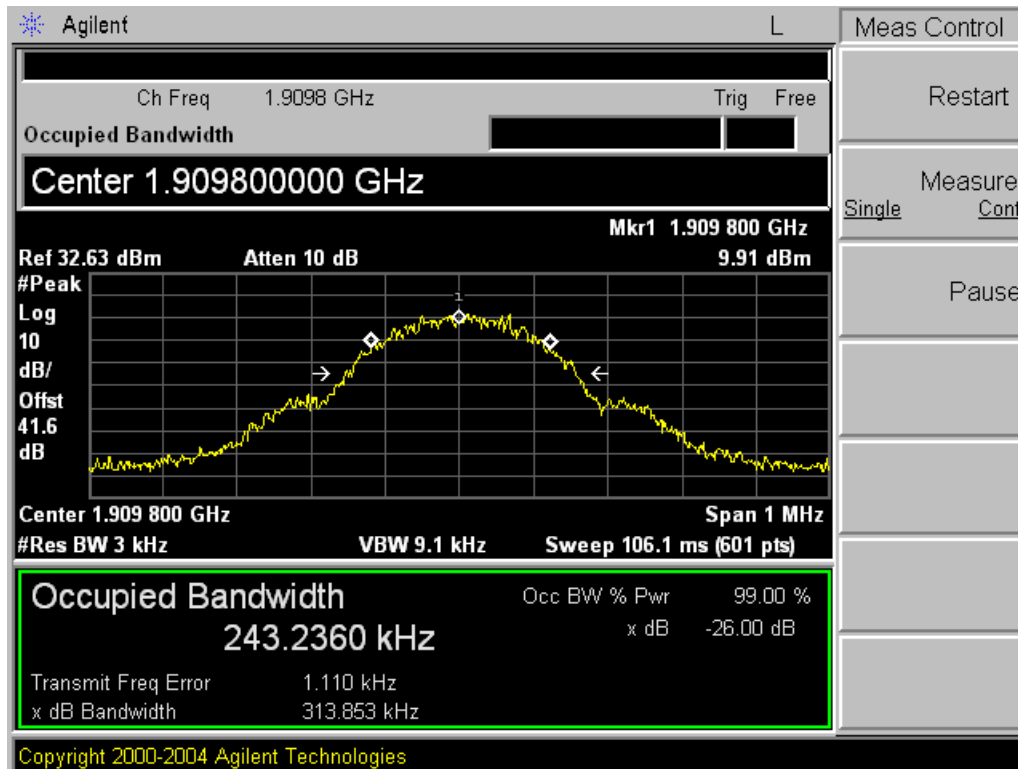 Agilent L Meas Control
Ch Freq 1.9098 GHz Trig Free
Occupied Bandwidth
Center 1.909800000 GHz
Mkr1 1.909 800 GHz
Ref 32.63 dBm Atten 10 dB 9.91 dBm
#Peak
Log
10
dB/
Offst
41.6
dB
1
Center 1.909 800 GHz Span 1 MHz
#Res BW 3 kHz VBW 9.1 kHz Sweep 106.1 ms (601 pts)
Occupied Bandwidth
243.2360 kHz
Occ BW % Pwr 99.00 %
x dB -26.00 dB
Transmit Freq Error 1.110 kHz
x dB Bandwidth 313.853 kHz
Copyright 2000-2004 Agilent Technologies
Restart
Measure
Single Cont
Pause